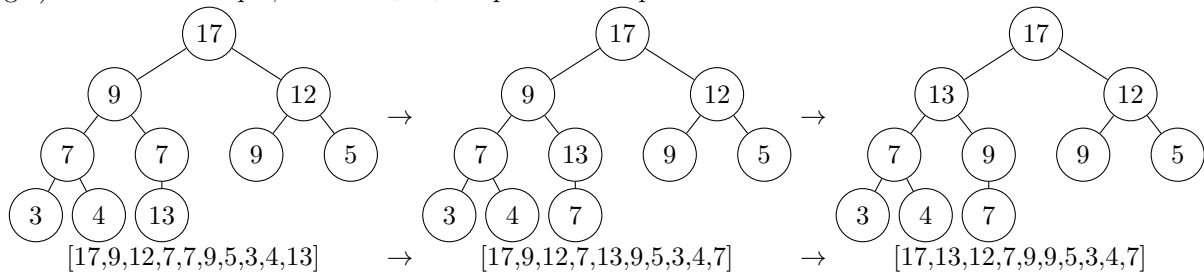 17 17 17
9 12 → 9 12 → 13 12
7 7 9 5 7 13 9 5 7 9 9 5
3 4 13 3 4 7 3 4 7
[17,9,12,7,7,9,5,3,4,13] → [17,9,12,7,13,9,5,3,4,7] → [17,13,12,7,9,9,5,3,4,7]